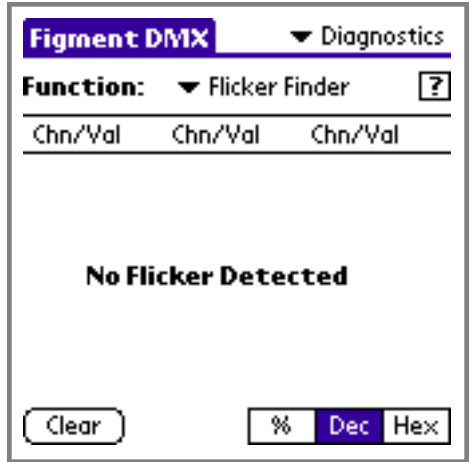 Figment DMX Diagnostics
Function: Flicker Finder ?
Chn/Val Chn/Val Chn/Val
No Flicker Detected
Clear % Dec Hex